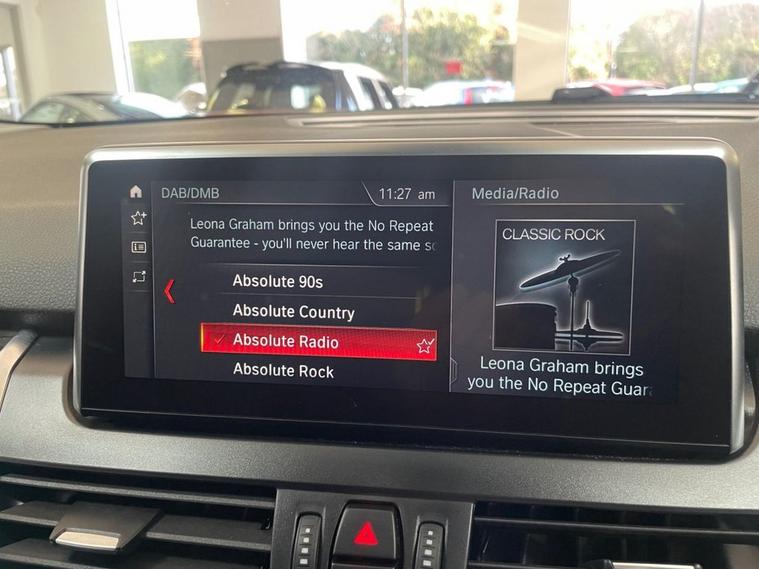 DAB/DMB
11:27 am
Leona Graham brings you the No Repeat
Guarantee - you'll never hear the same
Absolute 90s
Absolute Country
Absolute Radio
Absolute Rock
Media/Radio
CLASSIC ROCK
Leona Graham brings
you the No Repeat Guar